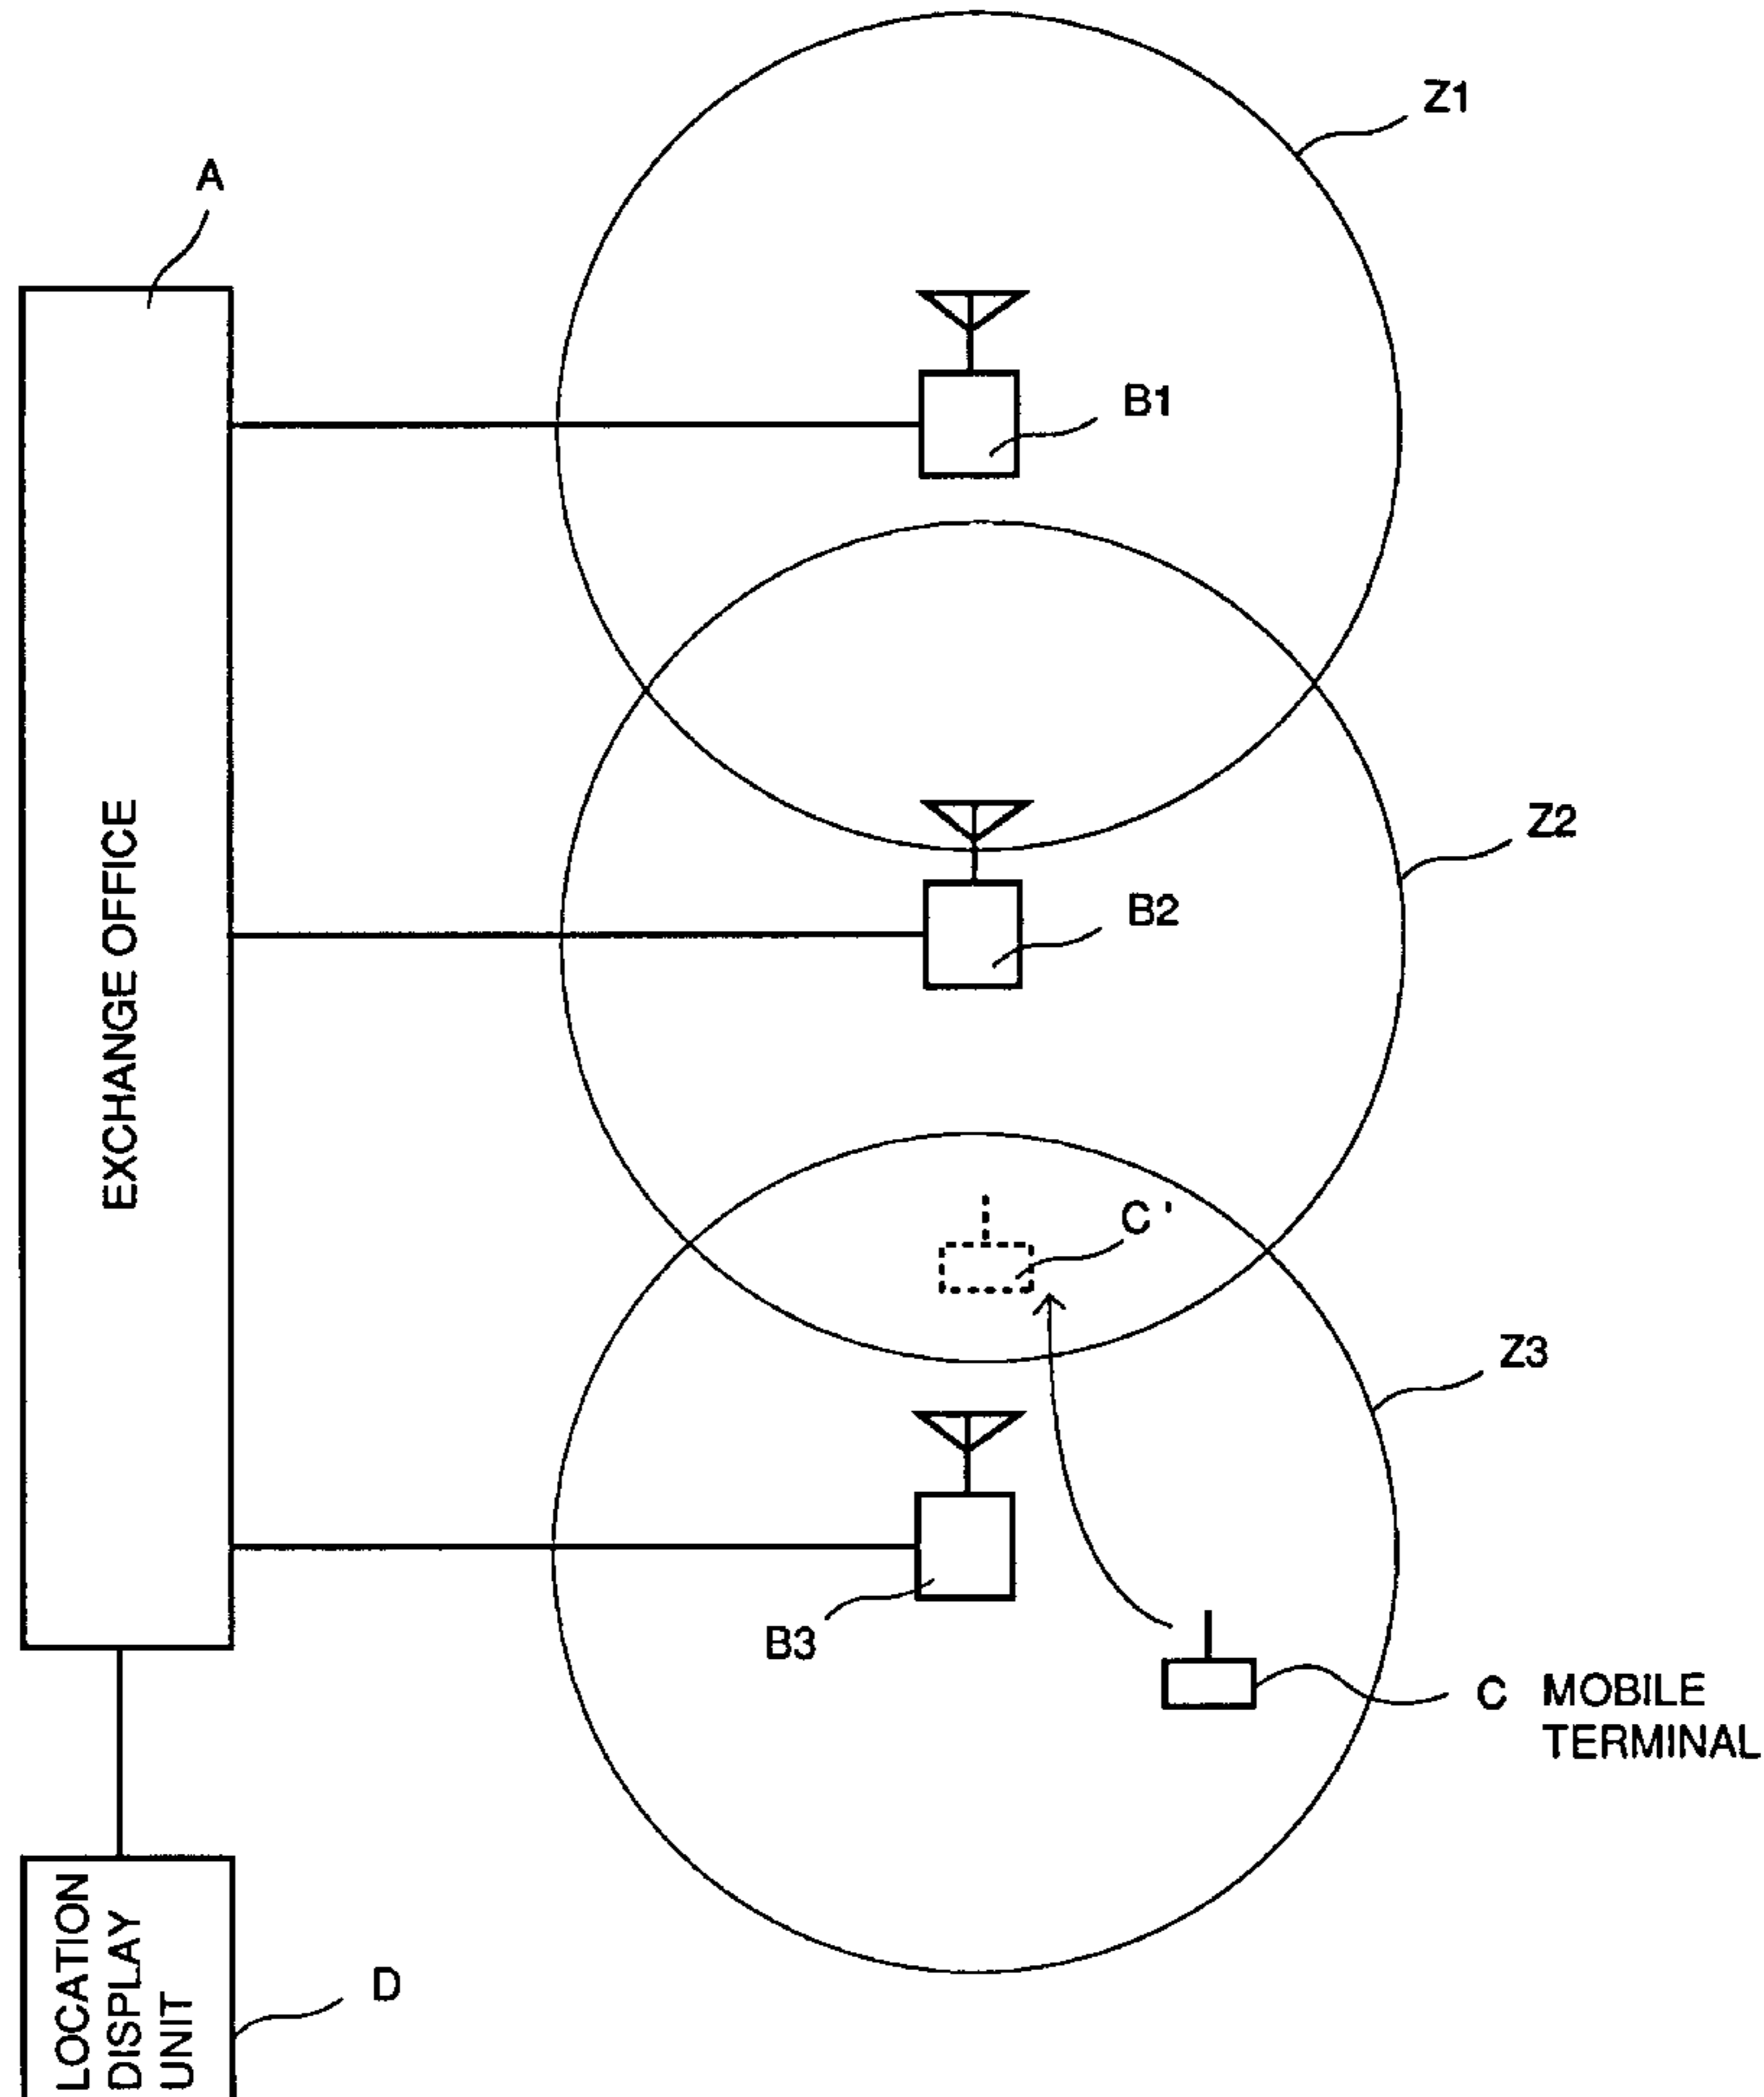 Z1
A
B1
Z2
B2
EXCHANGE OFFICE
C'
Z3
B3
C MOBILE
TERMINAL
LOCATION
DISPLAY
UNIT
D